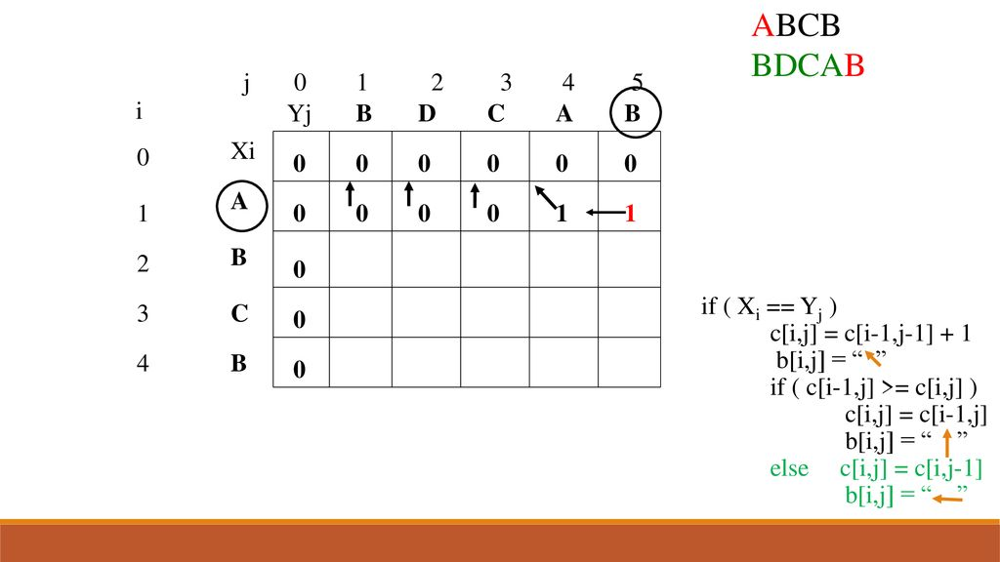 ABCB
BDCAB
j 0 1 2 3 4 5
i Yj B D C A B
0 Xi 0 0 0 0 0 0
1 A 0 0 0 0 1 1
2 B 0
3 C 0
4 B 0
if ( Xi == Yj )
c[i,j] = c[i-1,j-1] + 1
b[i,j] = “ ”
if ( c[i-1,j] >= c[i,j] )
c[i,j] = c[i-1,j]
b[i,j] = “ ”
else c[i,j] = c[i,j-1]
b[i,j] = “ ”